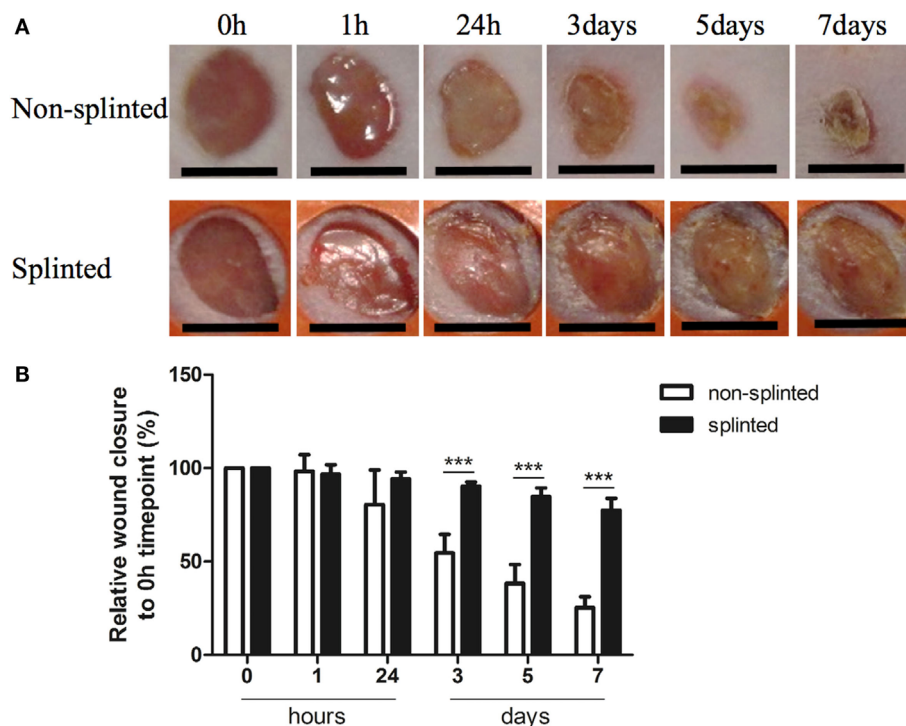 A
0h 1h 24h 3days 5days 7days
Non-splinted
Splinted
B
Relative wound closure
to 0h timepoint (%)
150
100
50
0
non-splinted
splinted
*** *** ***
0 1 24 3 5 7
hours days